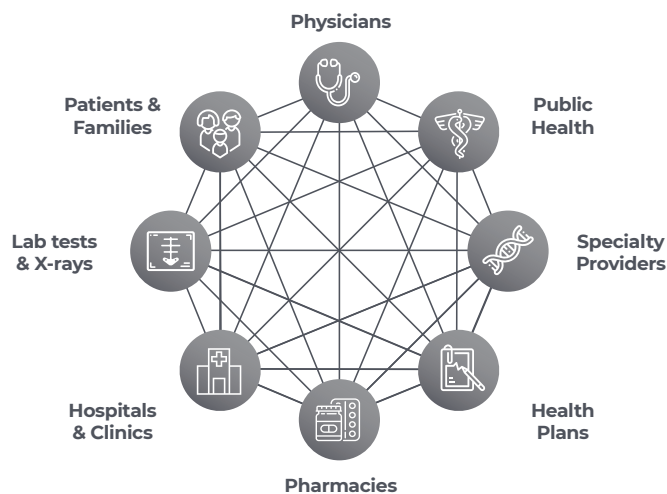 Physicians
Patients &
Families
Public
Health
Lab tests
& X-rays
Specialty
Providers
Hospitals
& Clinics
Health
Plans
Pharmacies